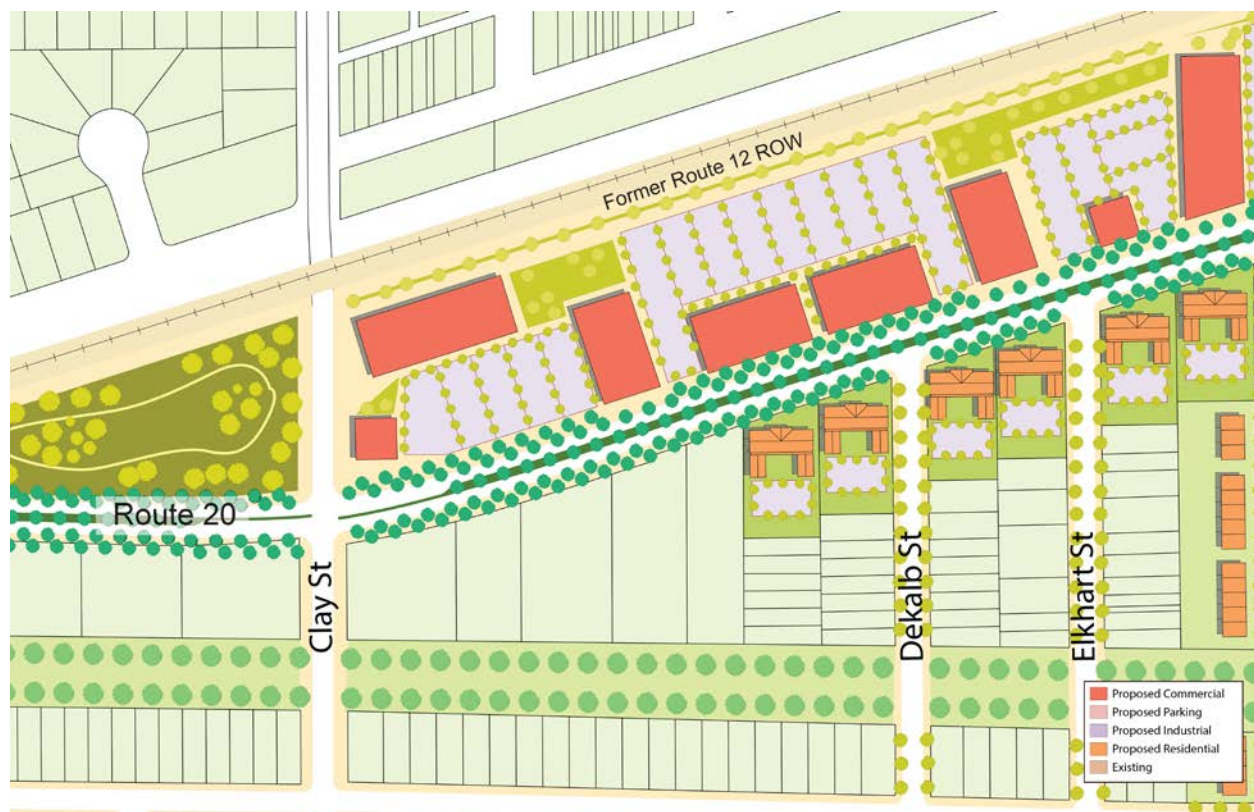 Former Route 12 ROW
Route 20
Clay St
Dekalb St
Elkhart St
Proposed Commercial
Proposed Parking
Proposed Industrial
Proposed Residential
Existing